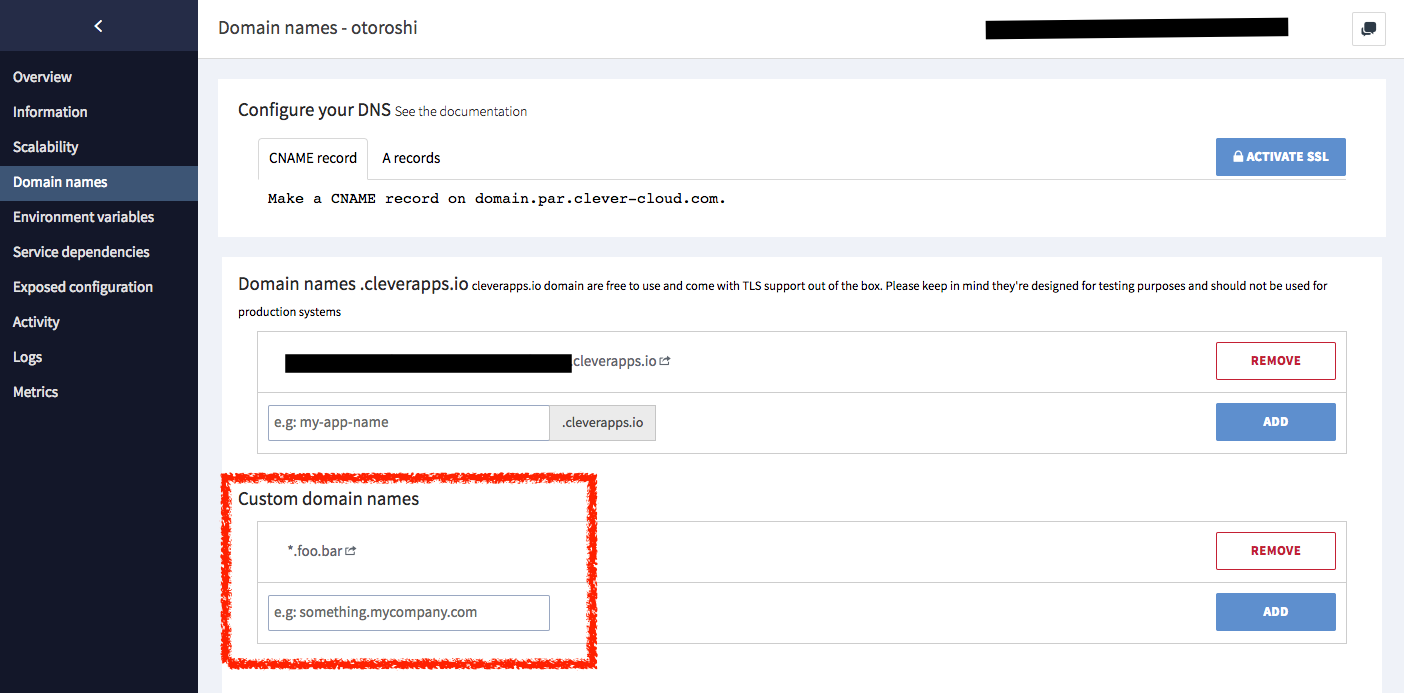 Domain names - otoroshi
Overview
Information
Scalability
Domain names
Environment variables
Service dependencies
Exposed configuration
Activity
Logs
Metrics
Configure your DNS See the documentation
CNAME record A records
ACTIVATE SSL
Make a CNAME record on domain.par.clever-cloud.com.
Domain names .cleverapps.io cleverapps.io domain are free to use and come with TLS support out of the box. Please keep in mind they're designed for testing purposes and should not be used for
production systems
.cleverapps.io
REMOVE
e.g: my-app-name .cleverapps.io
ADD
Custom domain names
*.foo.bar
REMOVE
e.g: something.mycompany.com
ADD